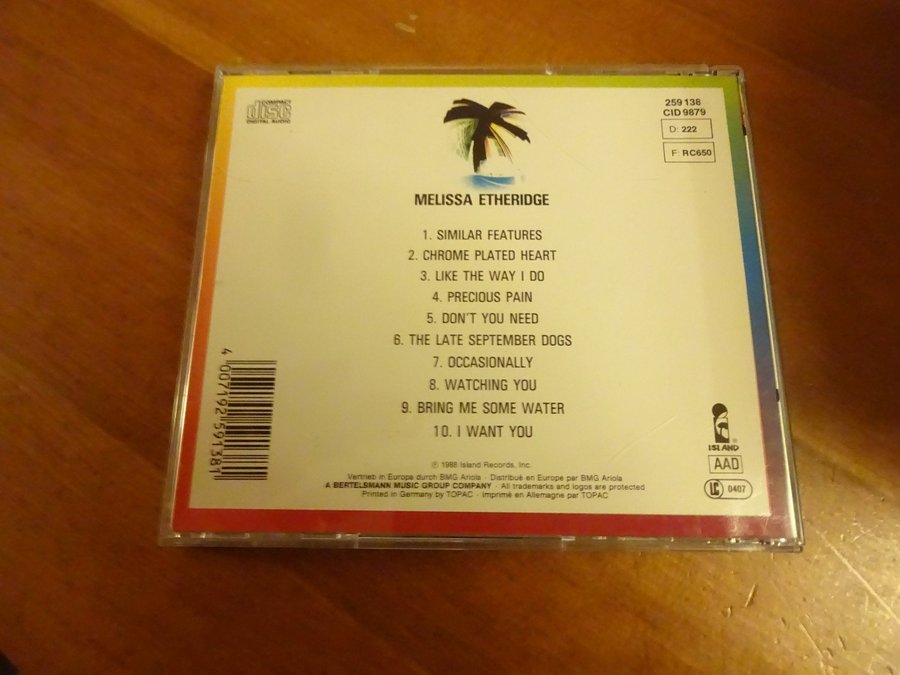 COMPACT
disc
DIGITAL AUDIO
259 138
CID 9879
D: 222
F: RC650
MELISSA ETHERIDGE
1. SIMILAR FEATURES
2. CHROME PLATED HEART
3. LIKE THE WAY I DO
4. PRECIOUS PAIN
5. DON'T YOU NEED
6. THE LATE SEPTEMBER DOGS
7. OCCASIONALLY
8. WATCHING YOU
9. BRING ME SOME WATER
10. I WANT YOU
4 007192 591381
ISLAND ®
AAD
LC 0407
℗ 1988 Island Records, Inc.
Vertrieb in Europa durch BMG Ariola · Distribué en Europe par BMG Ariola
A BERTELSMANN MUSIC GROUP COMPANY · All trademarks and logos are protected
Printed in Germany by TOPAC · Imprimé en Allemagne par TOPAC